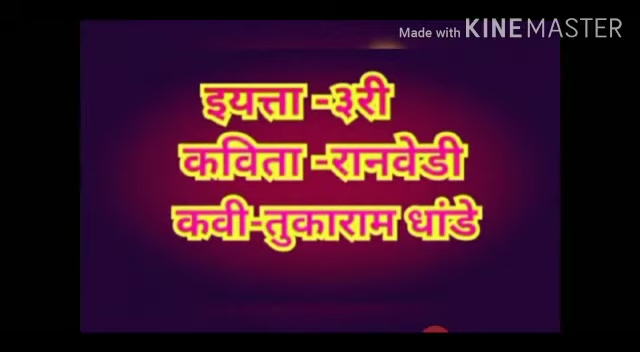 Made with KINEMASTER
इयत्ता -३री
कविता -रानवेडी
कवी-तुकाराम धांडे